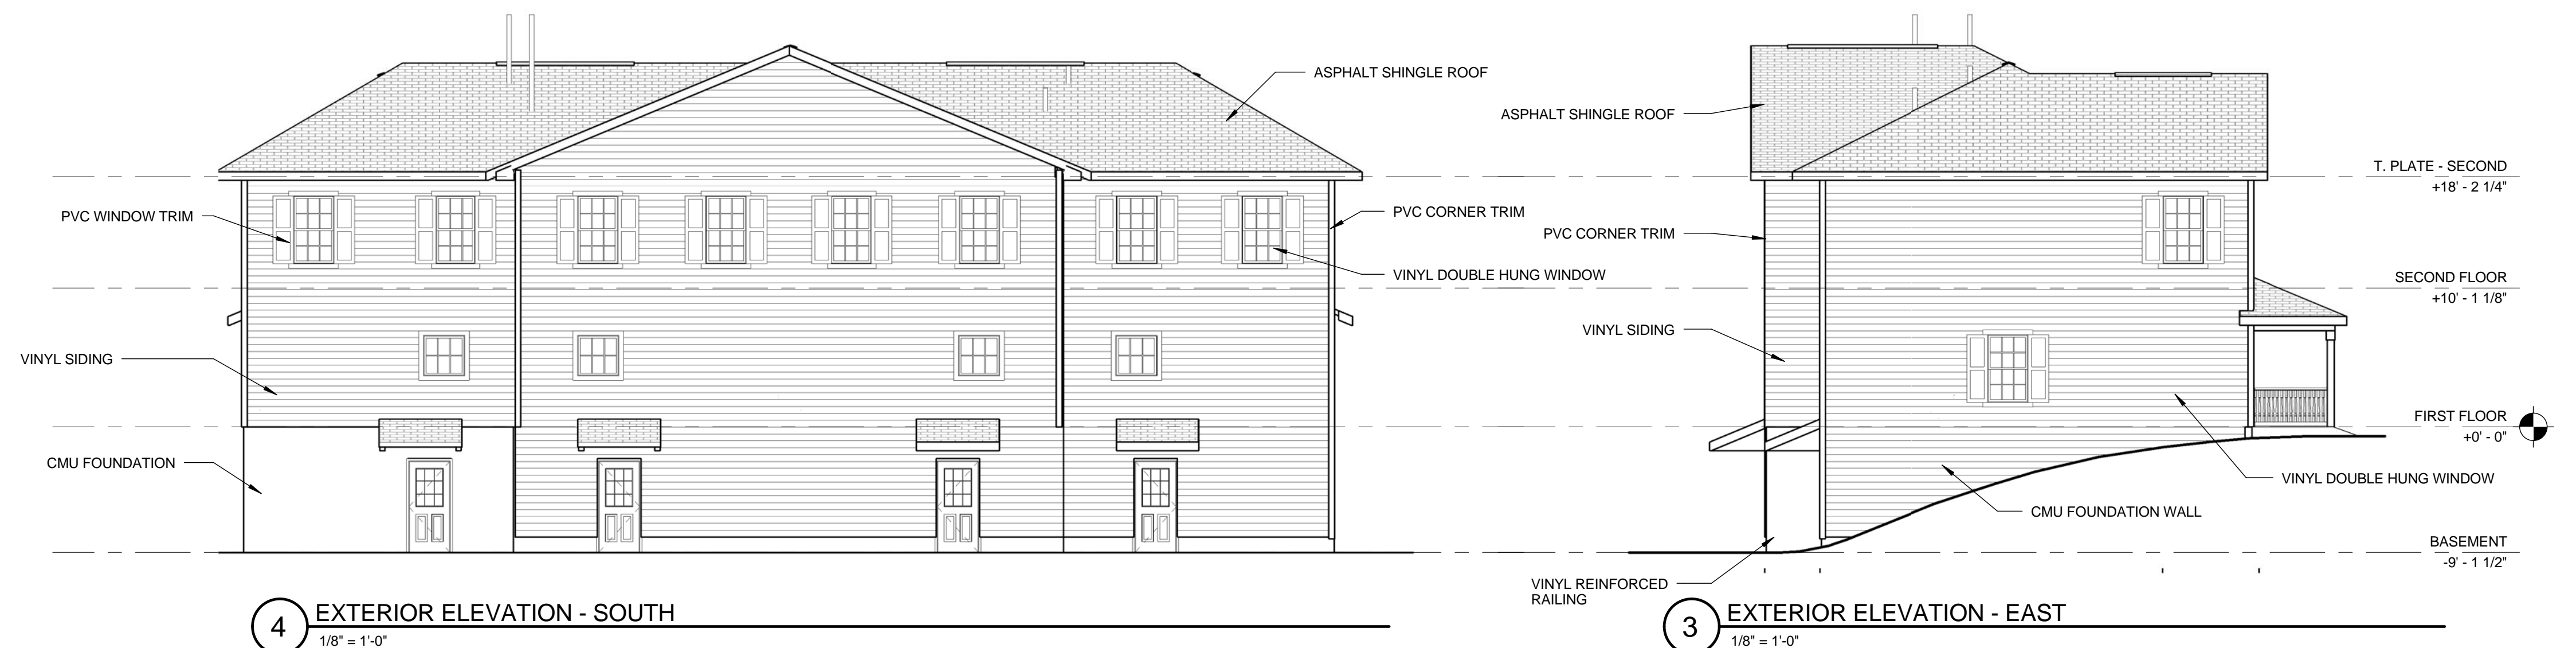 ASPHALT SHINGLE ROOF
PVC WINDOW TRIM
PVC CORNER TRIM
VINYL DOUBLE HUNG WINDOW
VINYL SIDING
CMU FOUNDATION
4
EXTERIOR ELEVATION - SOUTH
1/8" = 1'-0"
ASPHALT SHINGLE ROOF
T. PLATE - SECOND
+18' - 2 1/4"
PVC CORNER TRIM
SECOND FLOOR
+10' - 1 1/8"
VINYL SIDING
FIRST FLOOR
+0' - 0"
VINYL DOUBLE HUNG WINDOW
CMU FOUNDATION WALL
BASEMENT
-9' - 1 1/2"
VINYL REINFORCED
RAILING
3
EXTERIOR ELEVATION - EAST
1/8" = 1'-0"